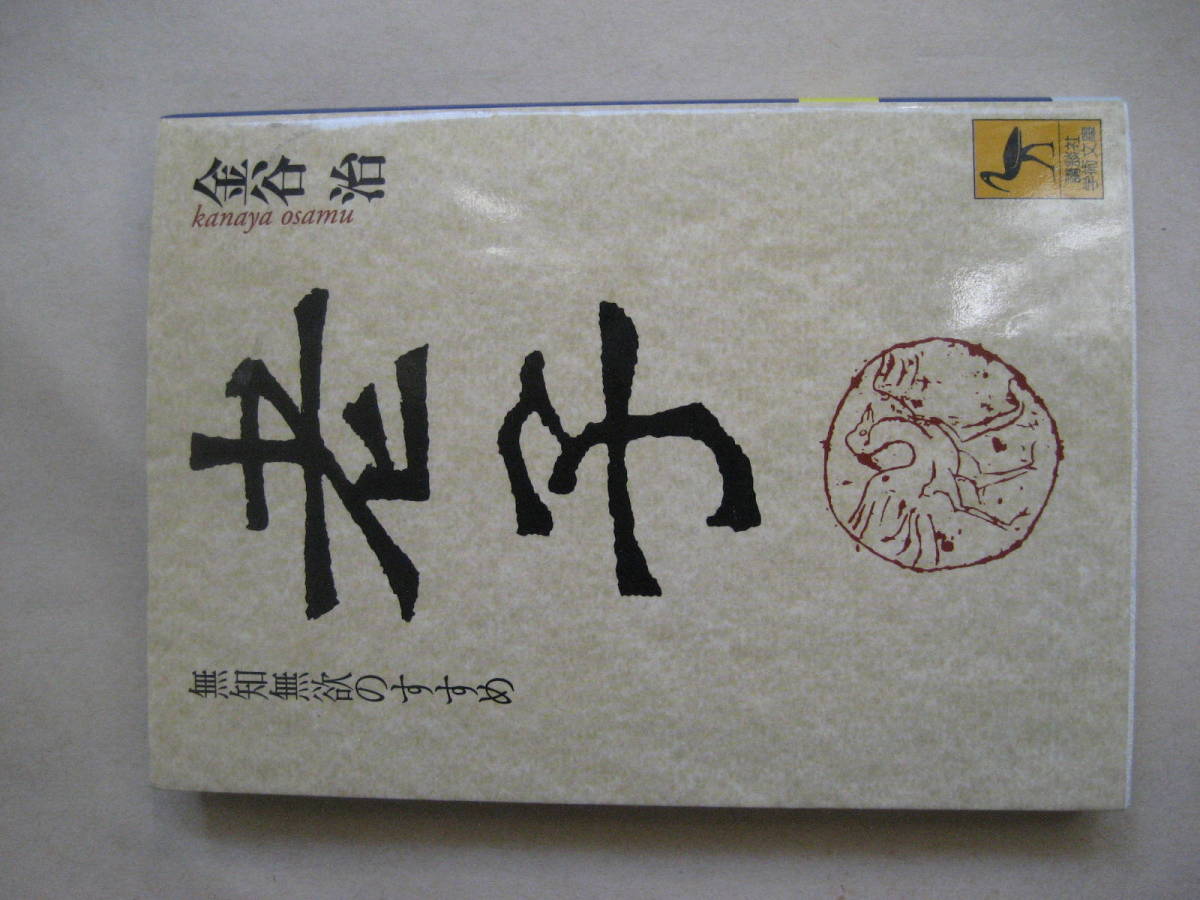 金谷 治
kanaya osamu
老子
無知無欲のすすめ
講談社
学術文庫